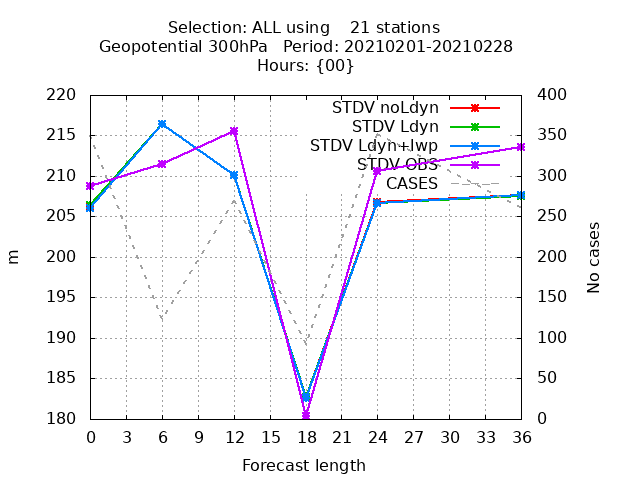 Selection: ALL using    21 stations
Geopotential 300hPa   Period: 20210201-20210228
Hours: {00}
220
215
210
205
200
195
190
185
180
m
400
350
300
250
200
150
100
50
0
No cases
STDV noLdyn
STDV Ldyn
STDV Ldyn+lwp
STDV OBS
CASES
0 3 6 9 12 15 18 21 24 27 30 33 36
Forecast length